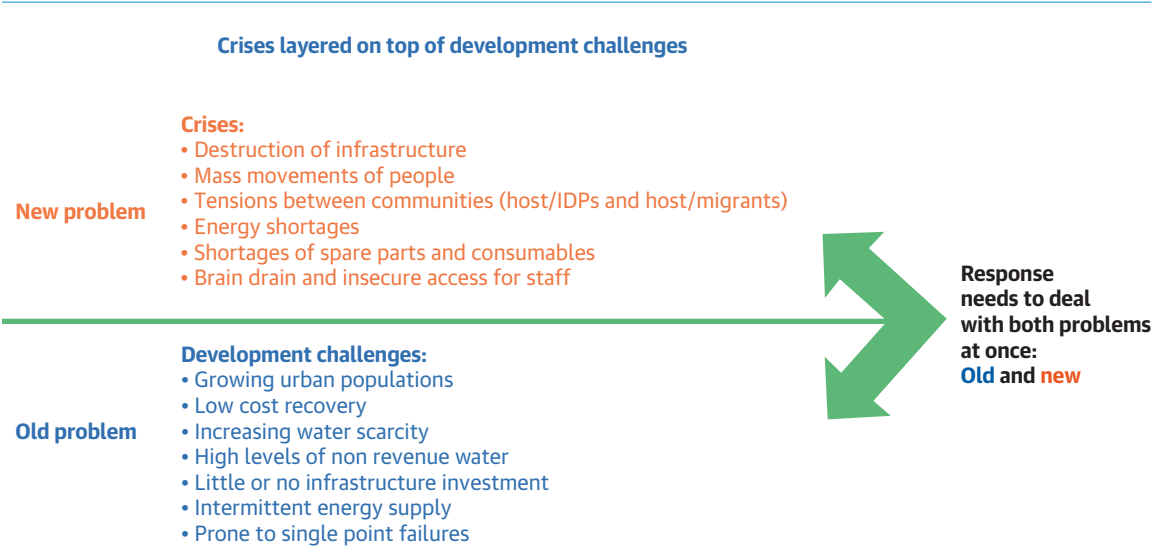 Crises layered on top of development challenges
New problem
Crises:
• Destruction of infrastructure
• Mass movements of people
• Tensions between communities (host/IDPs and host/migrants)
• Energy shortages
• Shortages of spare parts and consumables
• Brain drain and insecure access for staff
Old problem
Development challenges:
• Growing urban populations
• Low cost recovery
• Increasing water scarcity
• High levels of non revenue water
• Little or no infrastructure investment
• Intermittent energy supply
• Prone to single point failures
Response
needs to deal
with both problems
at once:
Old and new